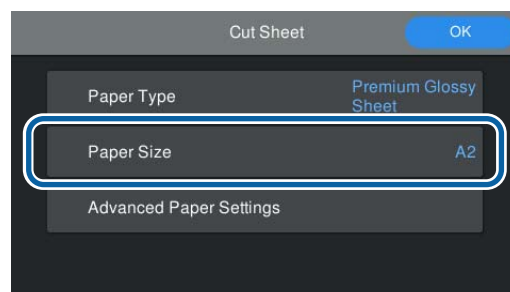 Cut Sheet
OK
Paper Type
Premium Glossy
Sheet
Paper Size
A2
Advanced Paper Settings